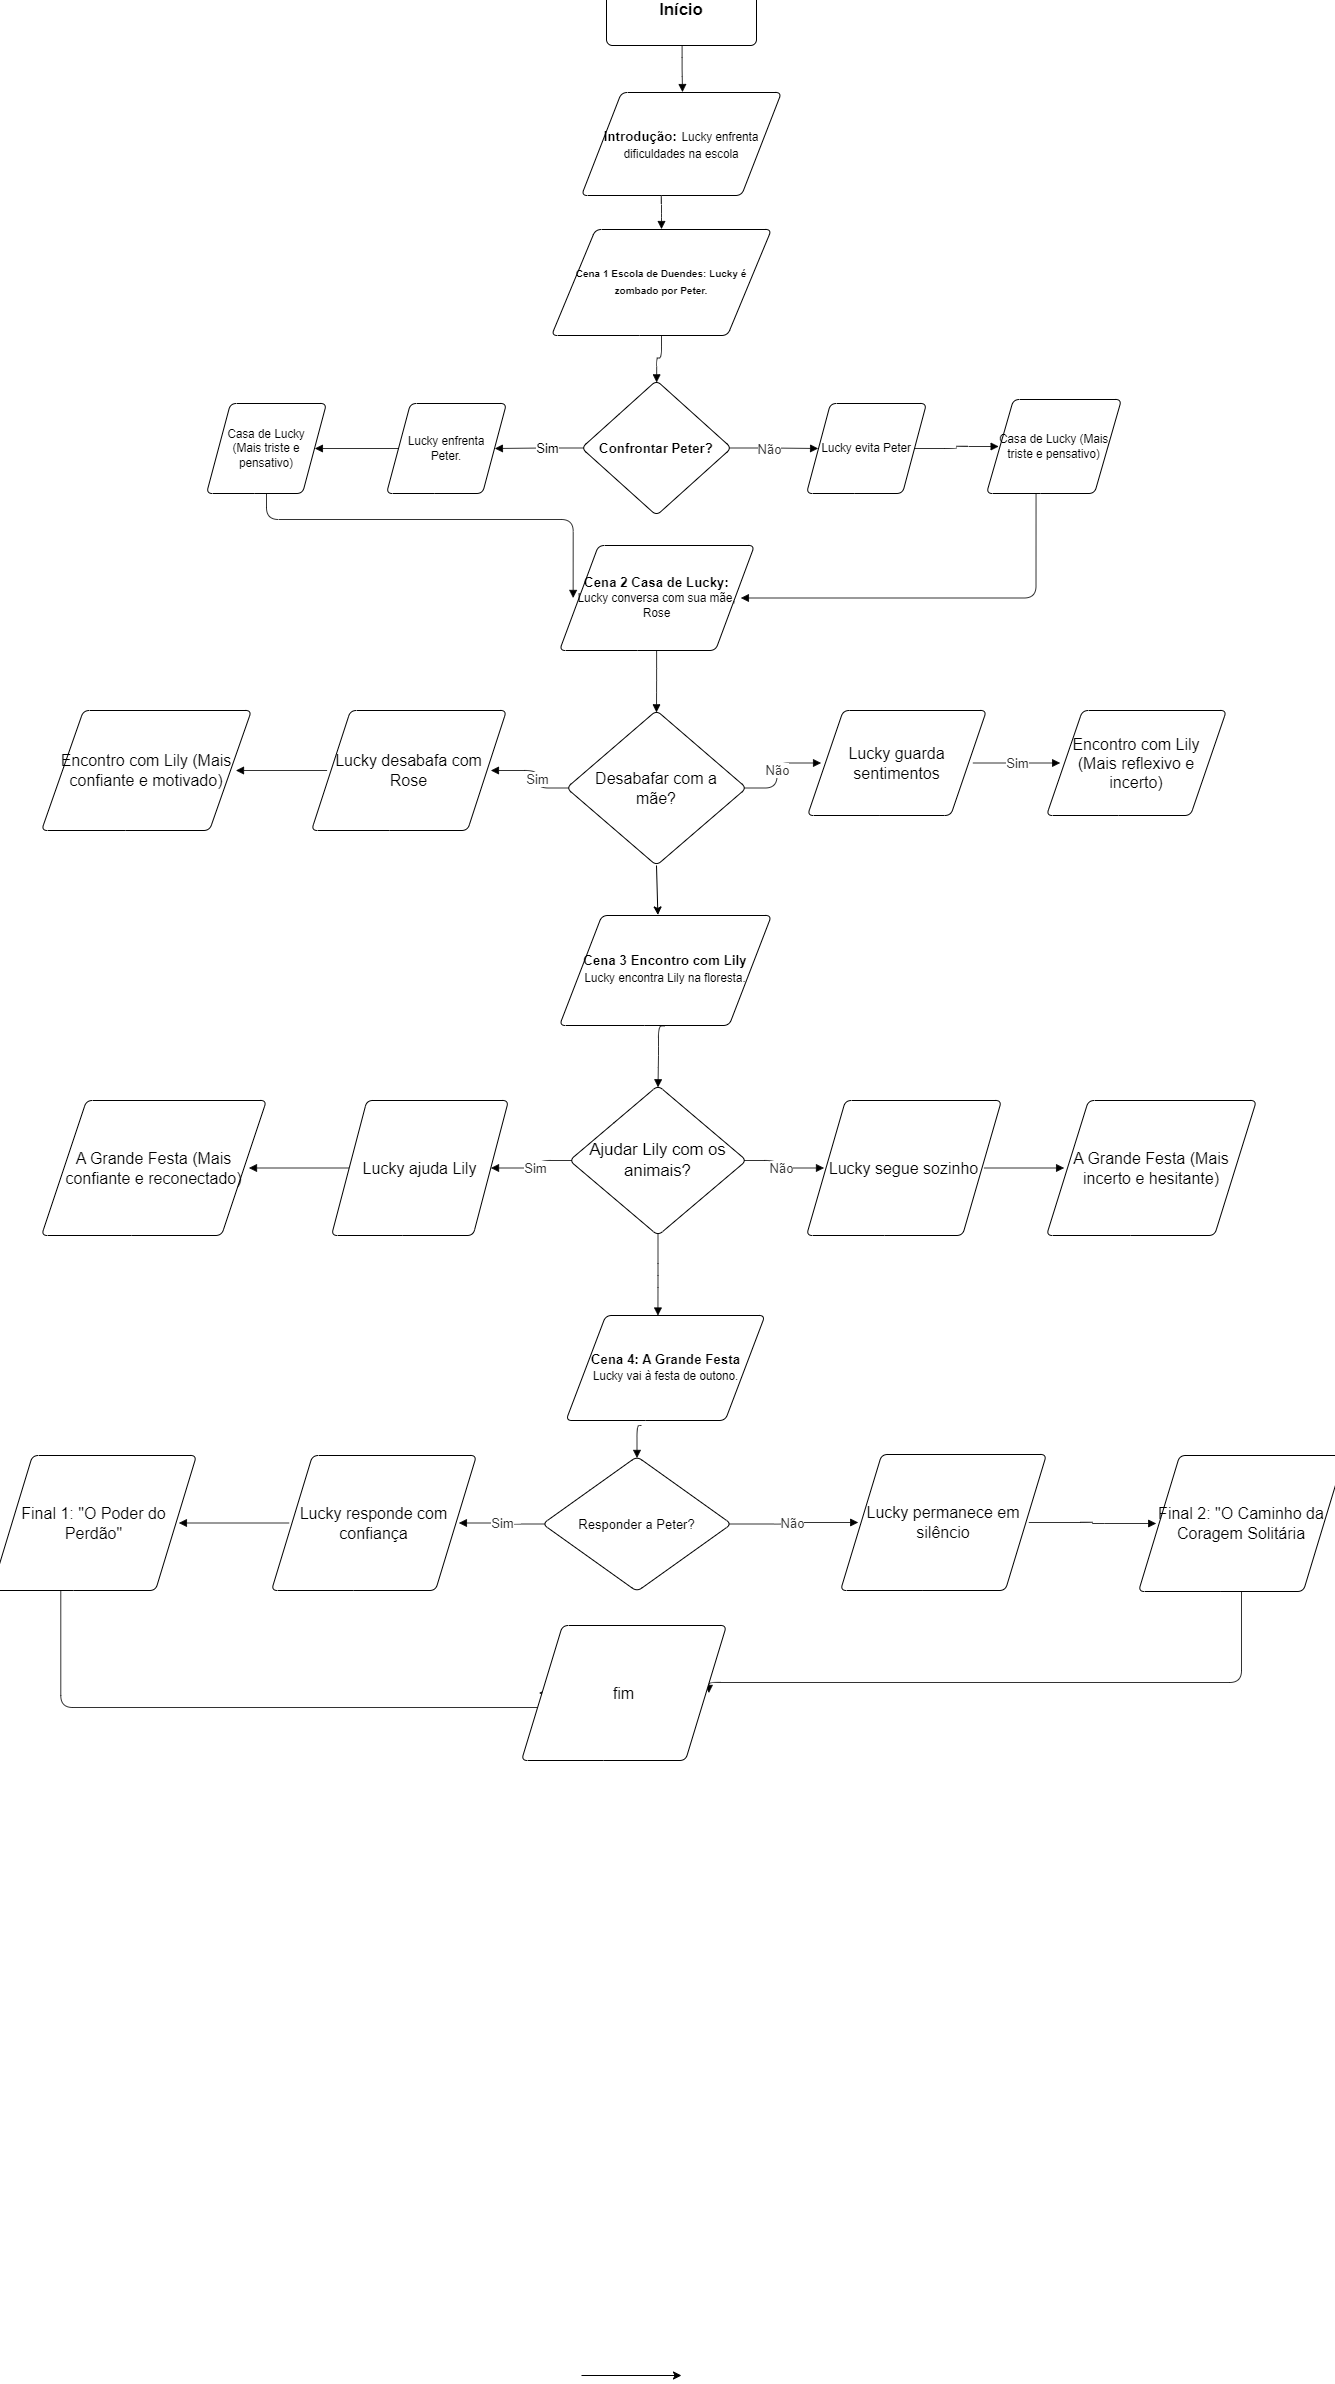 Início
Introdução: Lucky enfrenta
dificuldades na escola
Cena 1 Escola de Duendes: Lucky é
zombado por Peter.
Casa de Lucky
(Mais triste e
pensativo)
Lucky enfrenta
Peter.
Sim
Confrontar Peter?
Não
Lucky evita Peter
Casa de Lucky (Mais
triste e pensativo)
Cena 2 Casa de Lucky:
Lucky conversa com sua mãe,
Rose
Encontro com Lily (Mais
confiante e motivado)
Lucky desabafa com
Rose
Sim
Desabafar com a
mãe?
Não
Lucky guarda
sentimentos
Sim
Encontro com Lily
(Mais reflexivo e
incerto)
Cena 3 Encontro com Lily
Lucky encontra Lily na floresta.
A Grande Festa (Mais
confiante e reconectado)
Lucky ajuda Lily
Sim
Ajudar Lily com os
animais?
Não
Lucky segue sozinho
A Grande Festa (Mais
incerto e hesitante)
Cena 4: A Grande Festa
Lucky vai à festa de outono.
Final 1: "O Poder do
Perdão"
Lucky responde com
confiança
Sim
Responder a Peter?
Não
Lucky permanece em
silêncio
Final 2: "O Caminho da
Coragem Solitária
fim